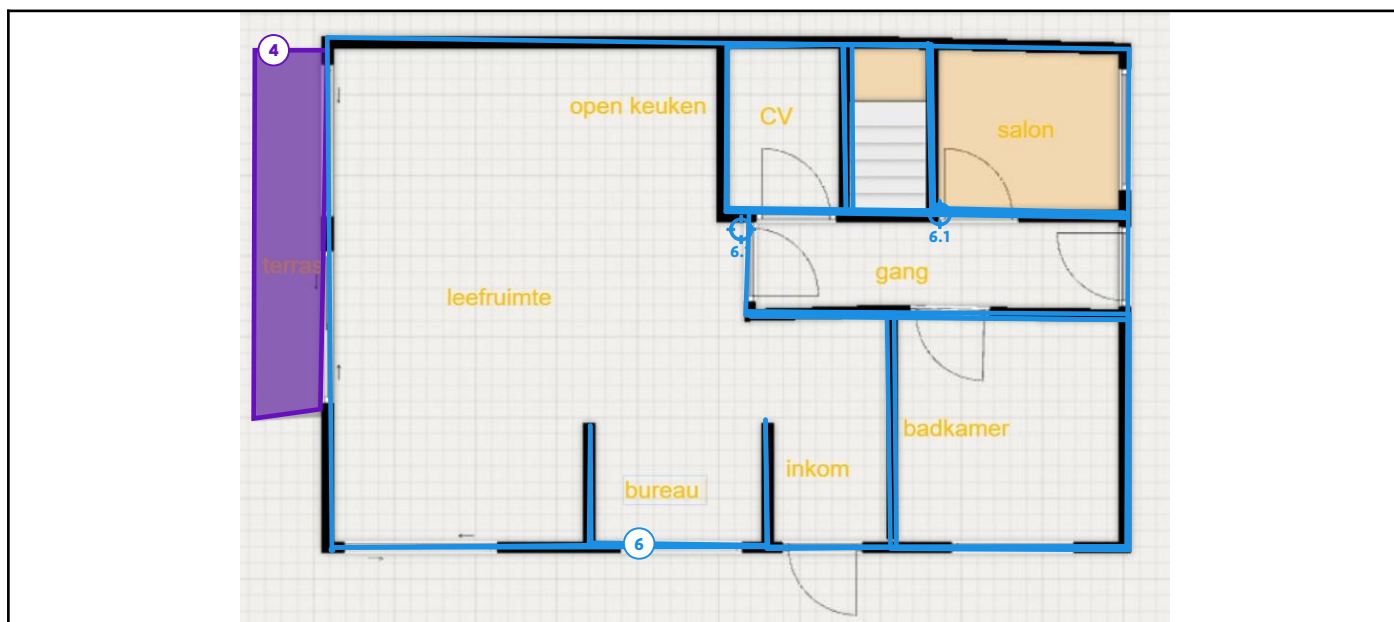 4
open keuken
CV
salon
6.1
6.
terras
gang
leefruimte
badkamer
inkom
bureau
6